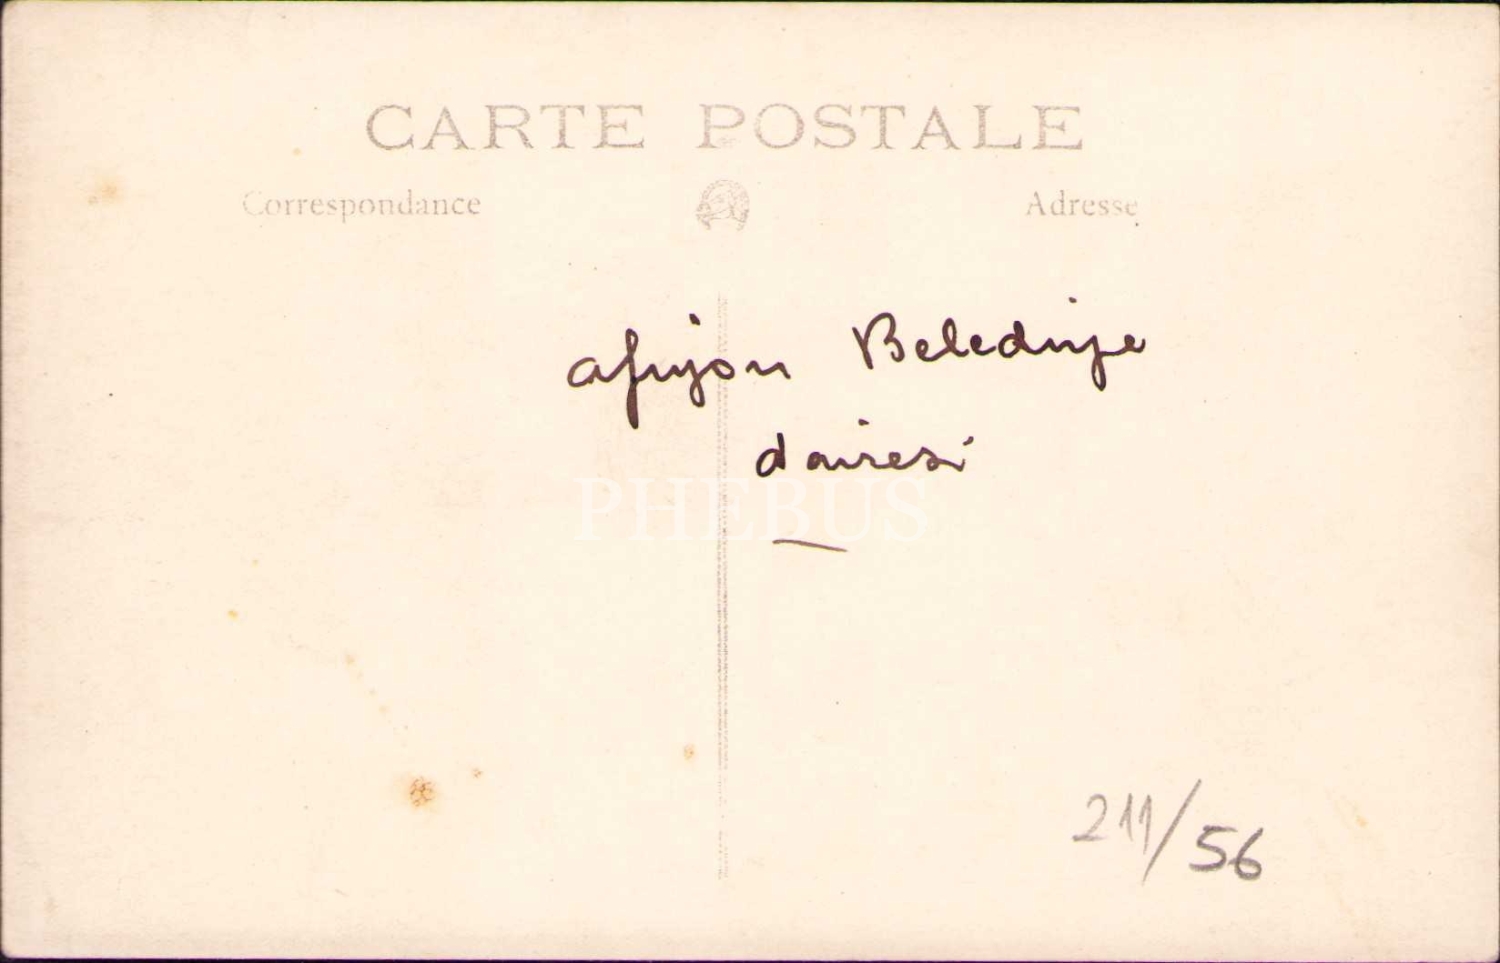 CARTE POSTALE
Correspondance
Adresse
afiyon Belediye
dairesi
PHEBUS
211/56